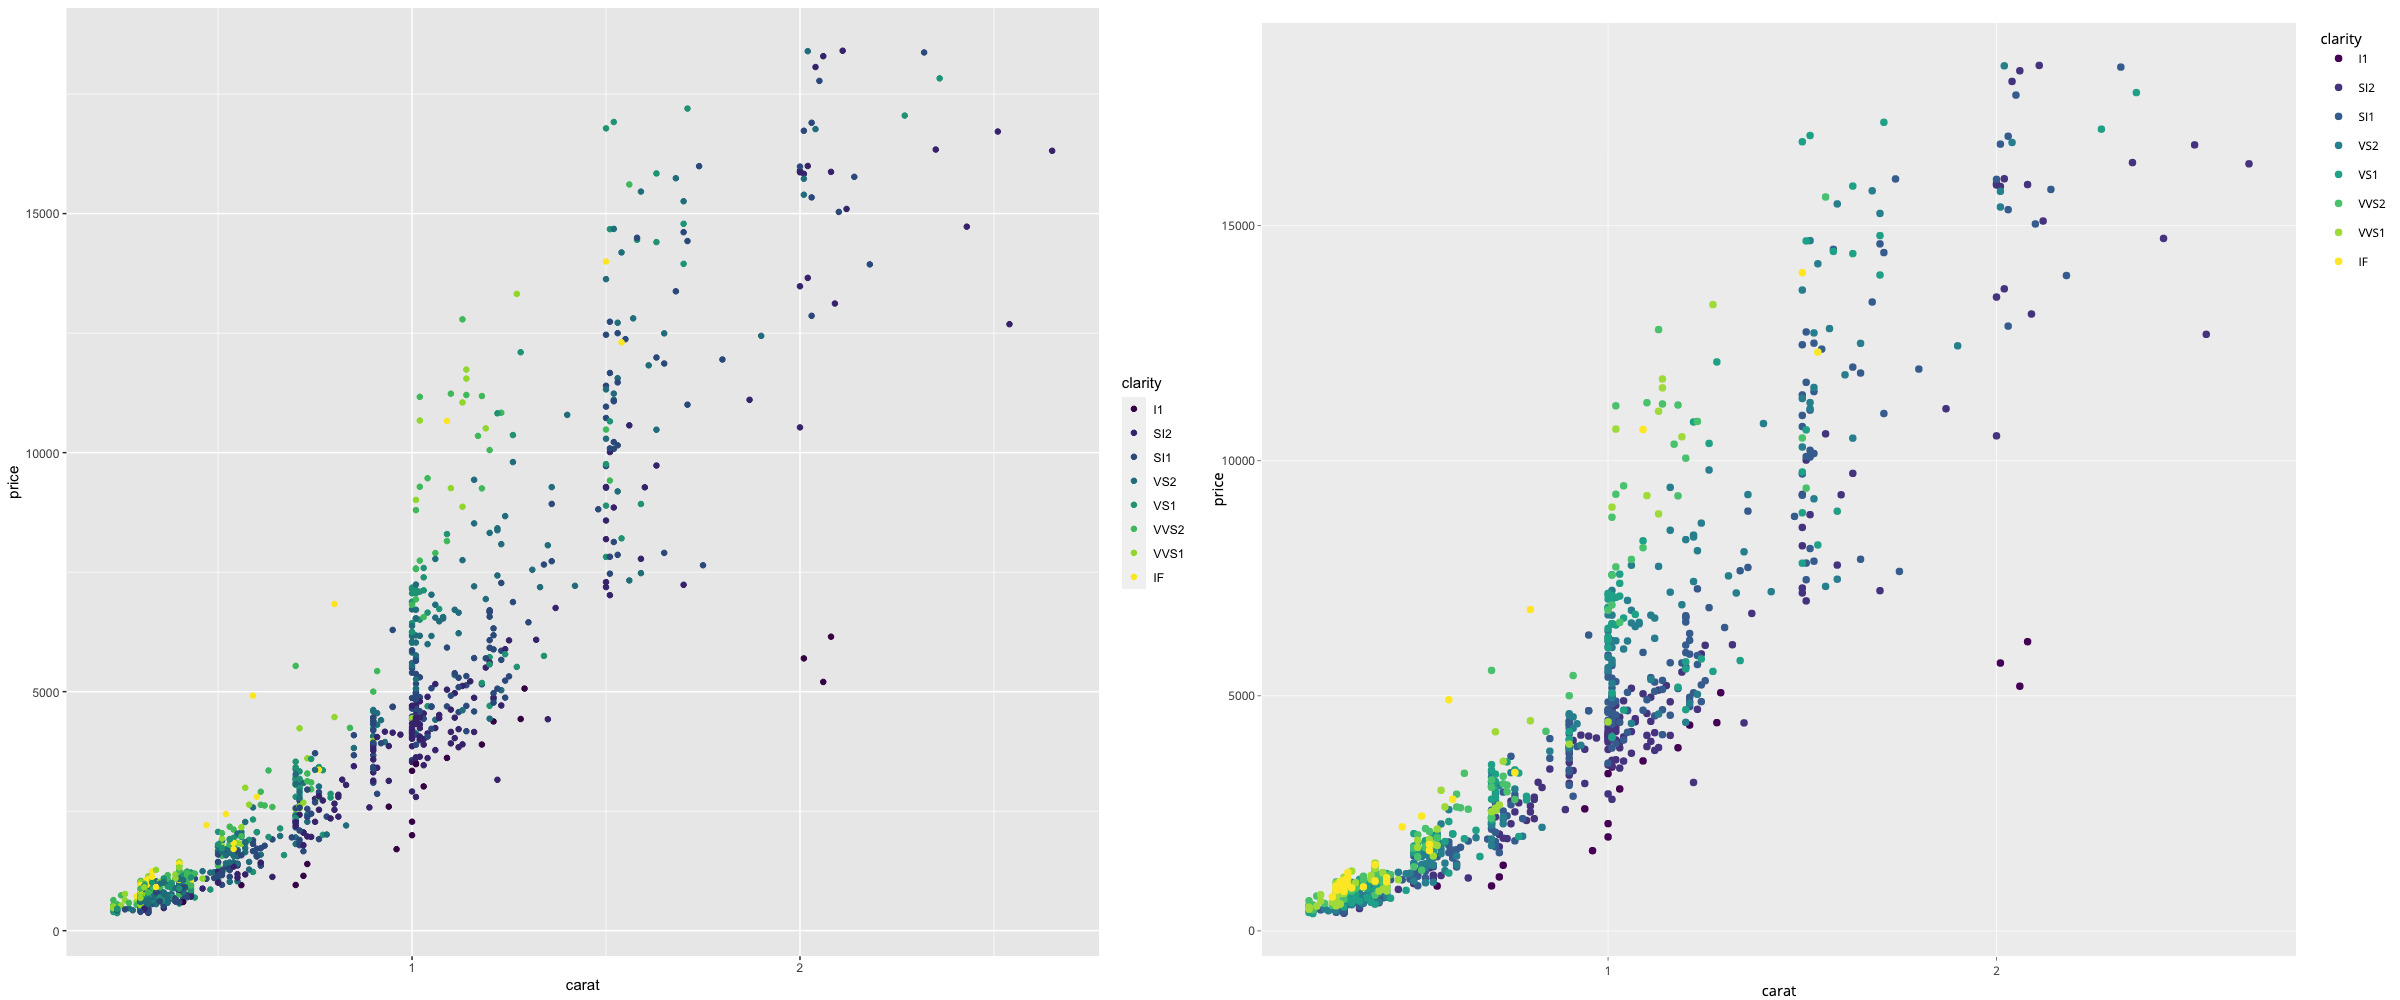 15000
10000
5000
0
price
1
2
carat
clarity
I1
SI2
SI1
VS2
VS1
VVS2
VVS1
IF
15000
10000
5000
0
price
1
2
carat
clarity
I1
SI2
SI1
VS2
VS1
VVS2
VVS1
IF